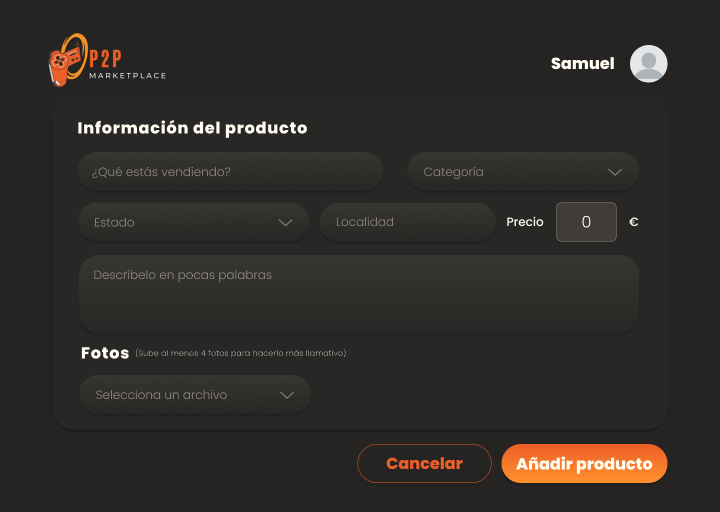 P2P
MARKETPLACE
Samuel
Información del producto
¿Qué estás vendiendo?
Categoría
Estado
Localidad
Precio
0
€
Descríbelo en pocas palabras
Fotos (Sube al menos 4 fotos para hacerlo más llamativo)
Selecciona un archivo
Cancelar
Añadir producto